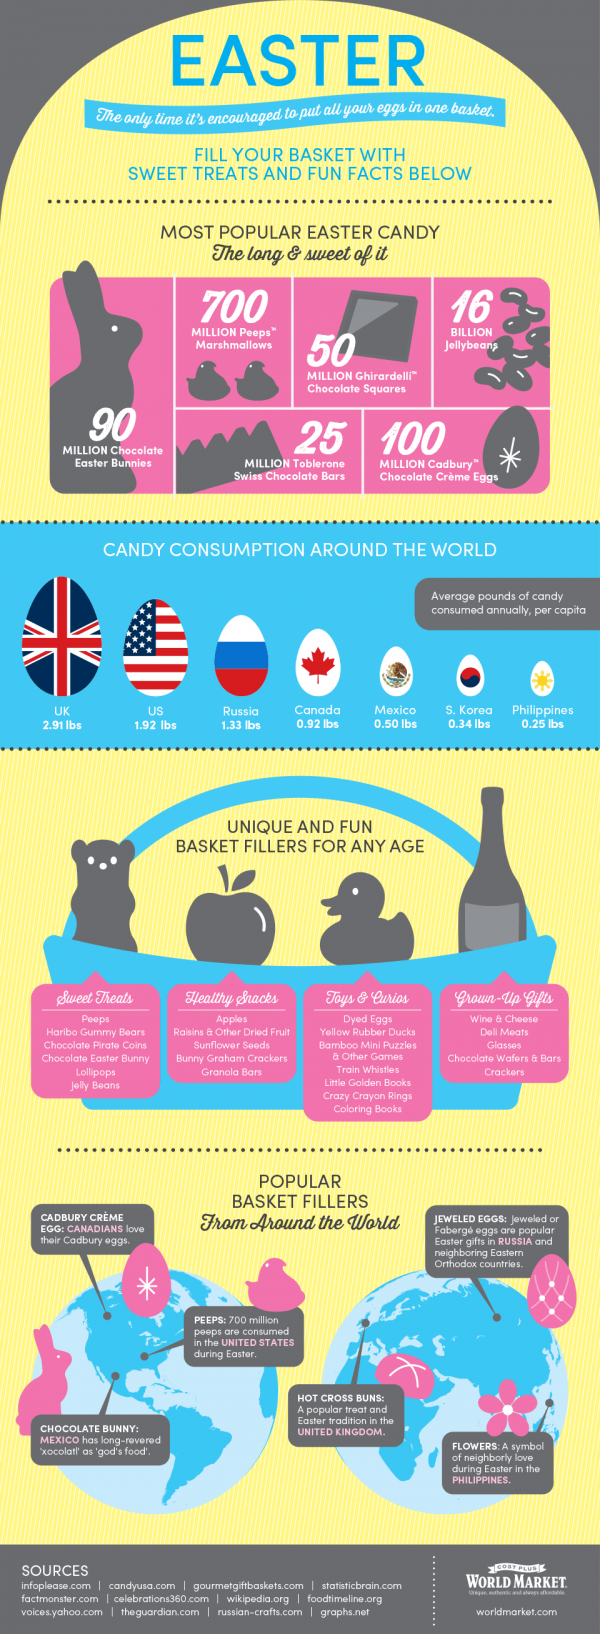 EASTER
The only time it's encouraged to put all your eggs in one basket.
FILL YOUR BASKET WITH
SWEET TREATS AND FUN FACTS BELOW
MOST POPULAR EASTER CANDY
The long & sweet of it
90
MILLION Chocolate
Easter Bunnies
700
MILLION Peeps™
Marshmallows
50
MILLION Ghirardelli™
Chocolate Squares
16
BILLION
Jellybeans
25
MILLION Toblerone
Swiss Chocolate Bars
100
MILLION Cadbury™
Chocolate Crème Eggs
CANDY CONSUMPTION AROUND THE WORLD
Average pounds of candy
consumed annually, per capita
UK
2.91 lbs
US
1.92 lbs
Russia
1.33 lbs
Canada
0.92 lbs
Mexico
0.50 lbs
S. Korea
0.34 lbs
Philippines
0.25 lbs
UNIQUE AND FUN
BASKET FILLERS FOR ANY AGE
Sweet Treats
Peeps
Haribo Gummy Bears
Chocolate Pirate Coins
Chocolate Easter Bunny
Lollipops
Jelly Beans
Healthy Snacks
Apples
Raisins & Other Dried Fruit
Sunflower Seeds
Bunny Graham Crackers
Granola Bars
Toys & Curios
Dyed Eggs
Yellow Rubber Ducks
Bamboo Mini Puzzles
& Other Games
Train Whistles
Little Golden Books
Crazy Crayon Rings
Coloring Books
Grown-Up Gifts
Wine & Cheese
Deli Meats
Glasses
Chocolate Wafers & Bars
Crackers
POPULAR
BASKET FILLERS
From Around the World
CADBURY CRÈME
EGG: CANADIANS love
their Cadbury eggs.
PEEPS: 700 million
peeps are consumed
in the UNITED STATES
during Easter.
CHOCOLATE BUNNY:
MEXICO has long-revered
'xocolatl' as 'god's food'.
JEWELED EGGS: Jeweled or
Fabergé eggs are popular
Easter gifts in RUSSIA and
neighboring Eastern
Orthodox countries.
HOT CROSS BUNS:
A popular treat and
Easter tradition in the
UNITED KINGDOM.
FLOWERS: A symbol
of neighborly love
during Easter in the
PHILIPPINES.
SOURCES
infoplease.com | candyusa.com | gourmetgiftbaskets.com | statisticbrain.com
factmonster.com | celebrations360.com | wikipedia.org | foodtimeline.org
voices.yahoo.com | theguardian.com | russian-crafts.com | graphs.net
COST PLUS
WORLD MARKET.
Unique, authentic and always affordable.
worldmarket.com